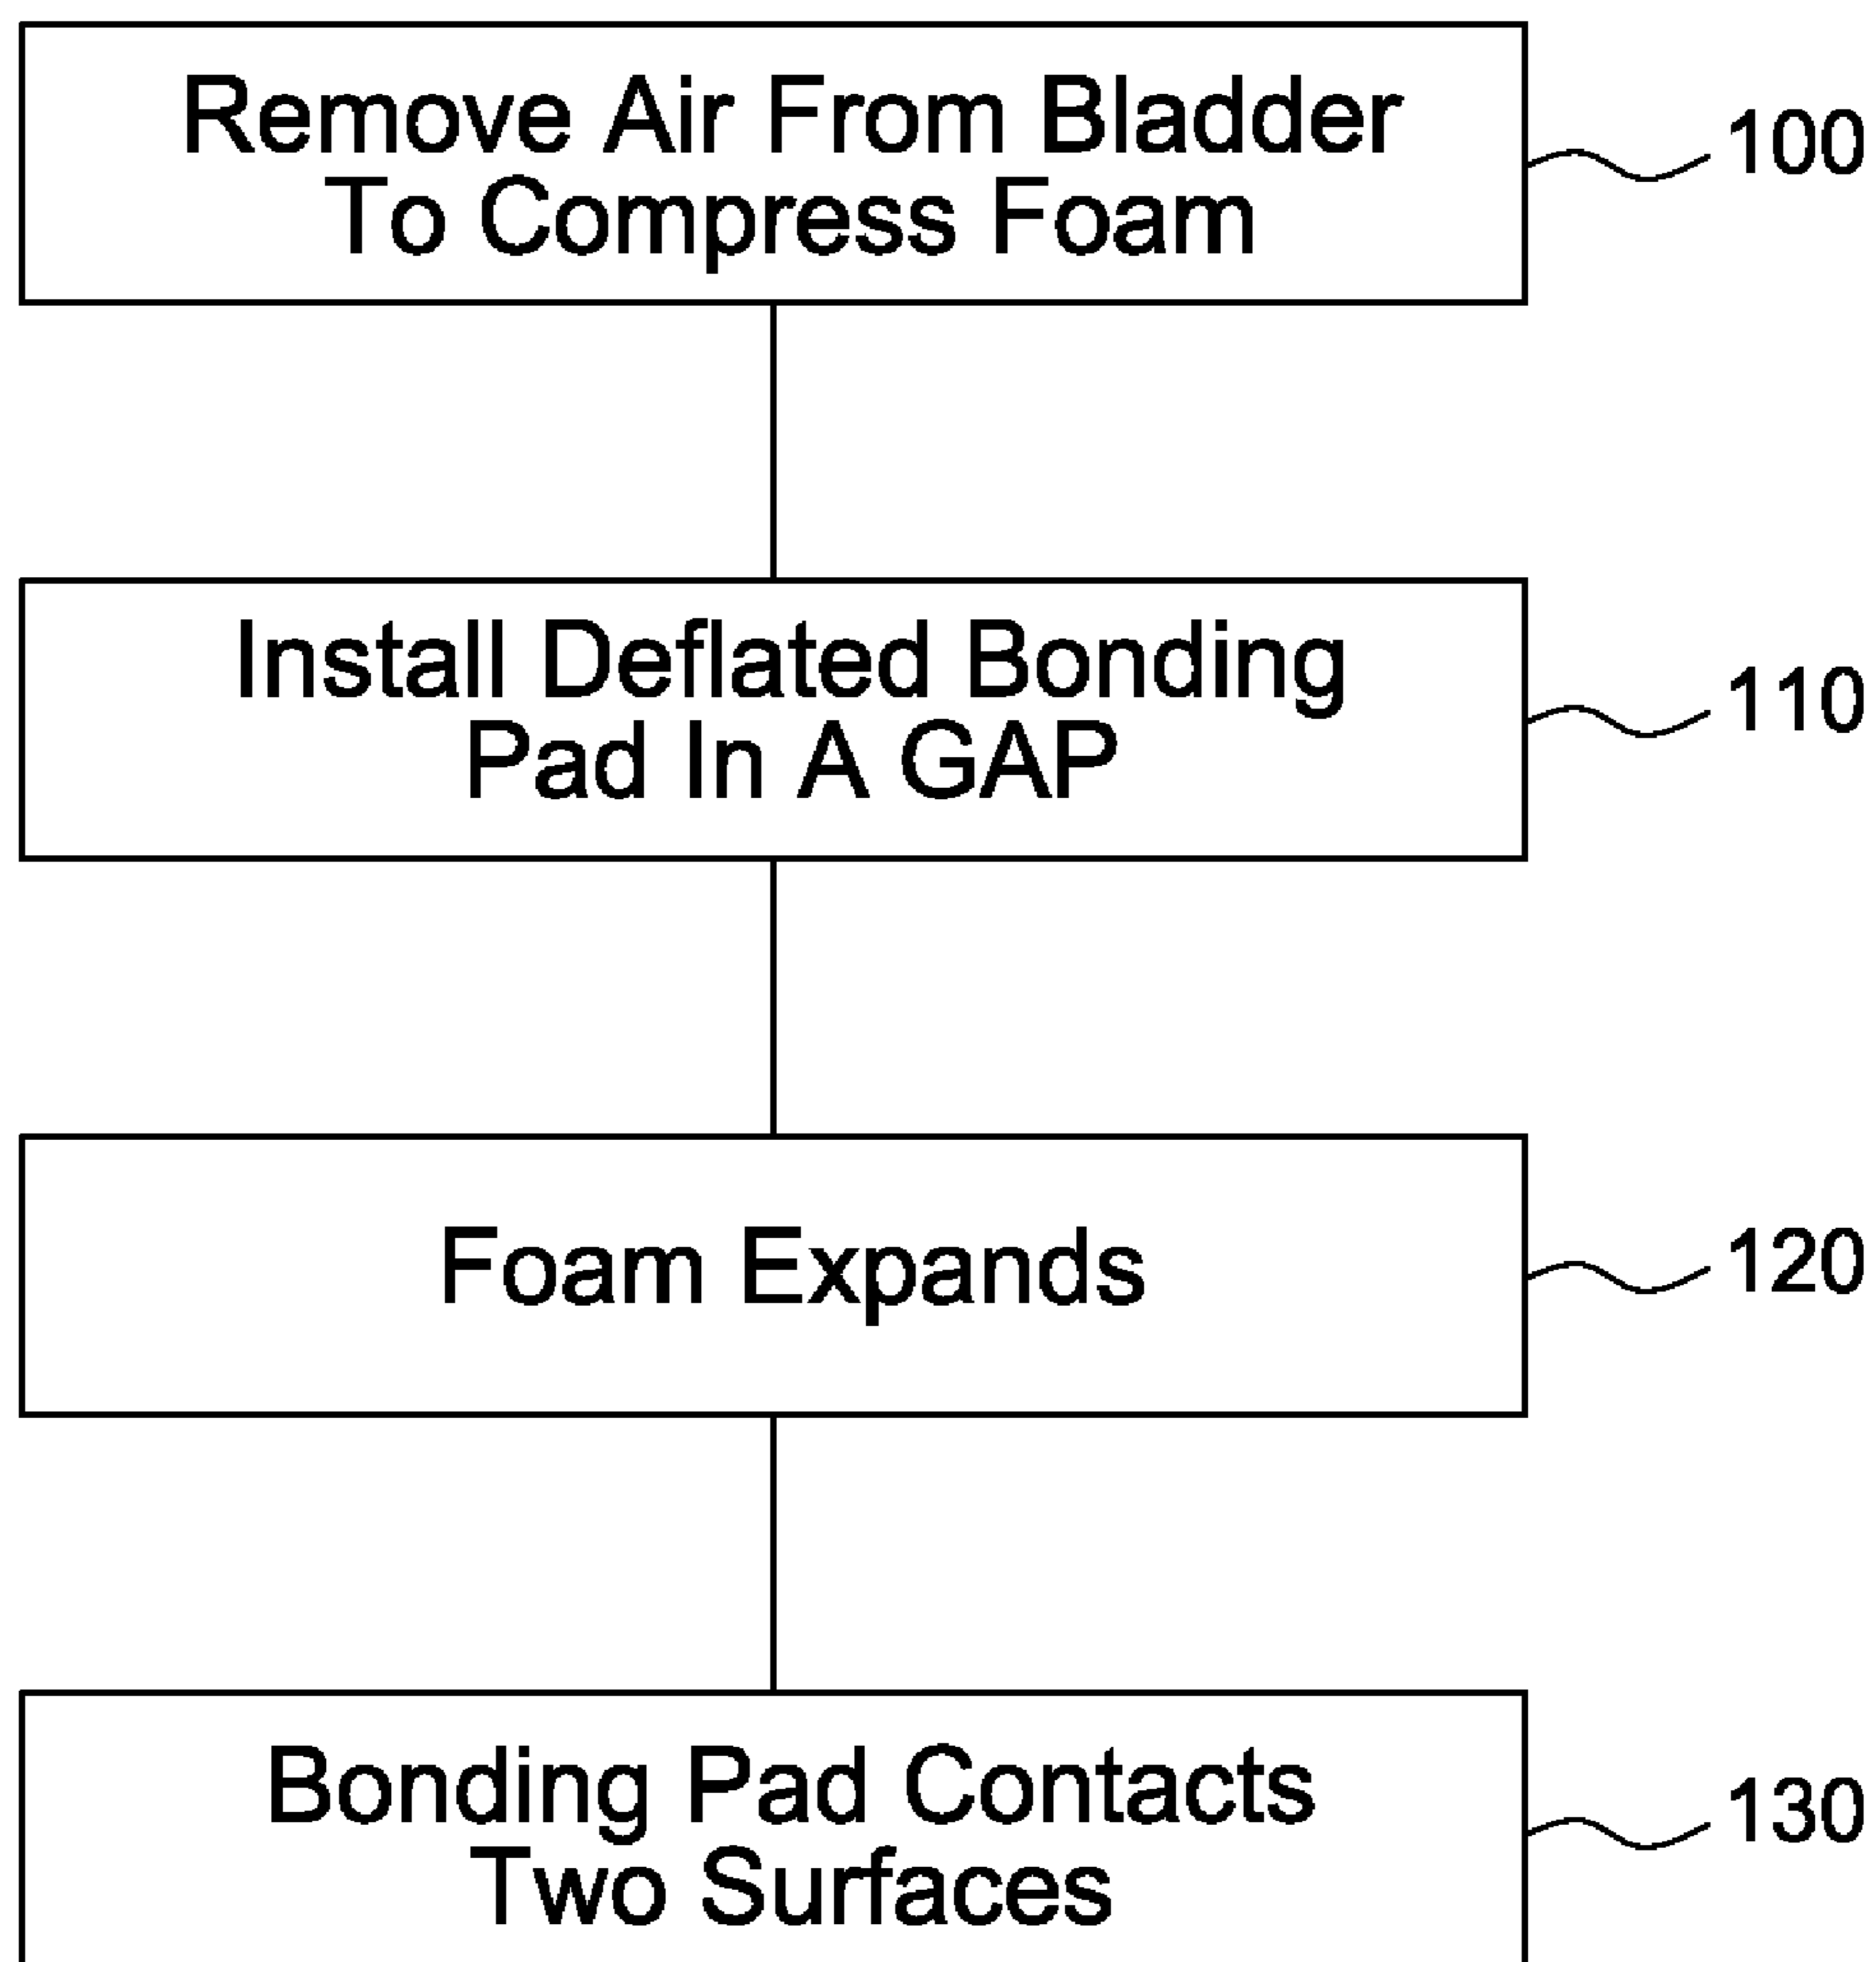 Remove Air From Bladder
To Compress Foam
100
Install Deflated Bonding
Pad In A GAP
110
Foam Expands
120
Bonding Pad Contacts
Two Surfaces
130